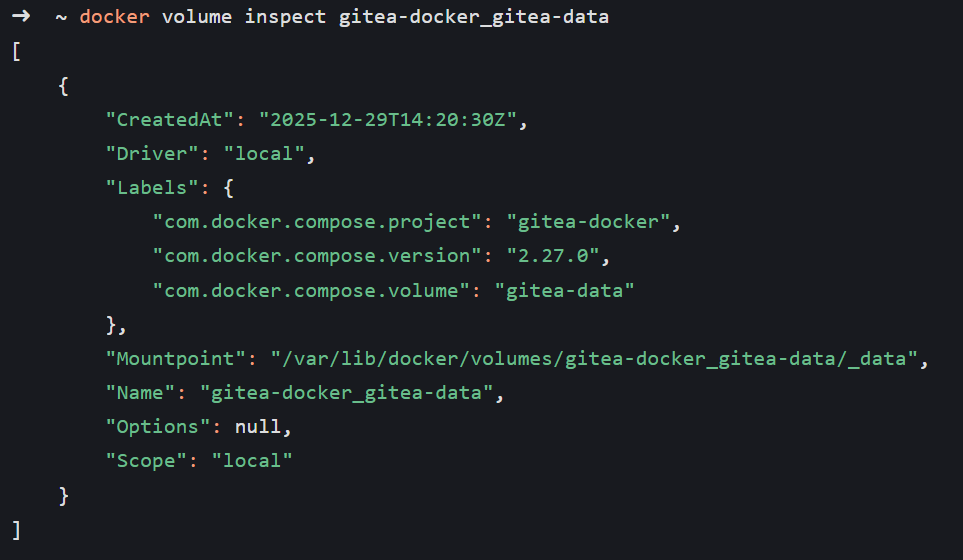 ➜ ~ docker volume inspect gitea-docker_gitea-data
[
    {
        "CreatedAt": "2025-12-29T14:20:30Z",
        "Driver": "local",
        "Labels": {
            "com.docker.compose.project": "gitea-docker",
            "com.docker.compose.version": "2.27.0",
            "com.docker.compose.volume": "gitea-data"
        },
        "Mountpoint": "/var/lib/docker/volumes/gitea-docker_gitea-data/_data",
        "Name": "gitea-docker_gitea-data",
        "Options": null,
        "Scope": "local"
    }
]